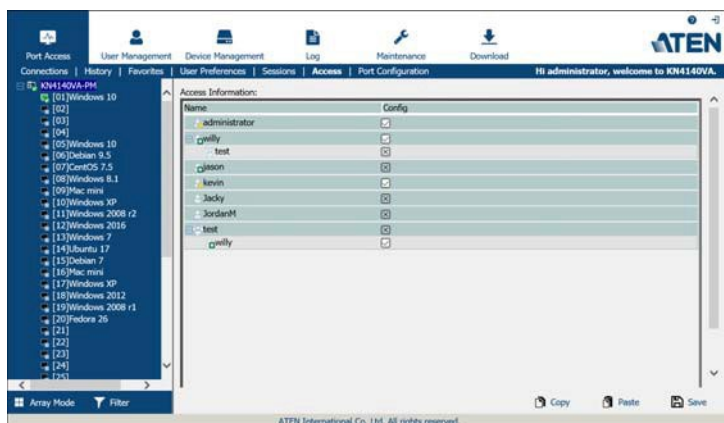 ATEN
Port Access User Management Device Management Log Maintenance Download
Connections | History | Favorites | User Preferences | Sessions | Access | Port Configuration Hi administrator, welcome to KN4140VA.
KN4140VA-PM
[01]Windows 10
[02]
[03]
[04]
[05]Windows 10
[06]Debian 9.5
[07]CentOS 7.5
[08]Windows 8.1
[09]Mac mini
[10]Windows XP
[11]Windows 2008 r2
[12]Windows 2016
[13]Windows 7
[14]Ubuntu 17
[15]Debian 7
[16]Mac mini
[17]Windows XP
[18]Windows 2012
[19]Windows 2008 r1
[20]Fedora 26
[21]
[22]
[23]
[24]
[25]
Array Mode Filter
Access Information:
Name Config
administrator
willy
test
jason
kevin
Jacky
JordanM
test
willy
Copy Paste Save
ATEN International Co., Ltd. All rights reserved.